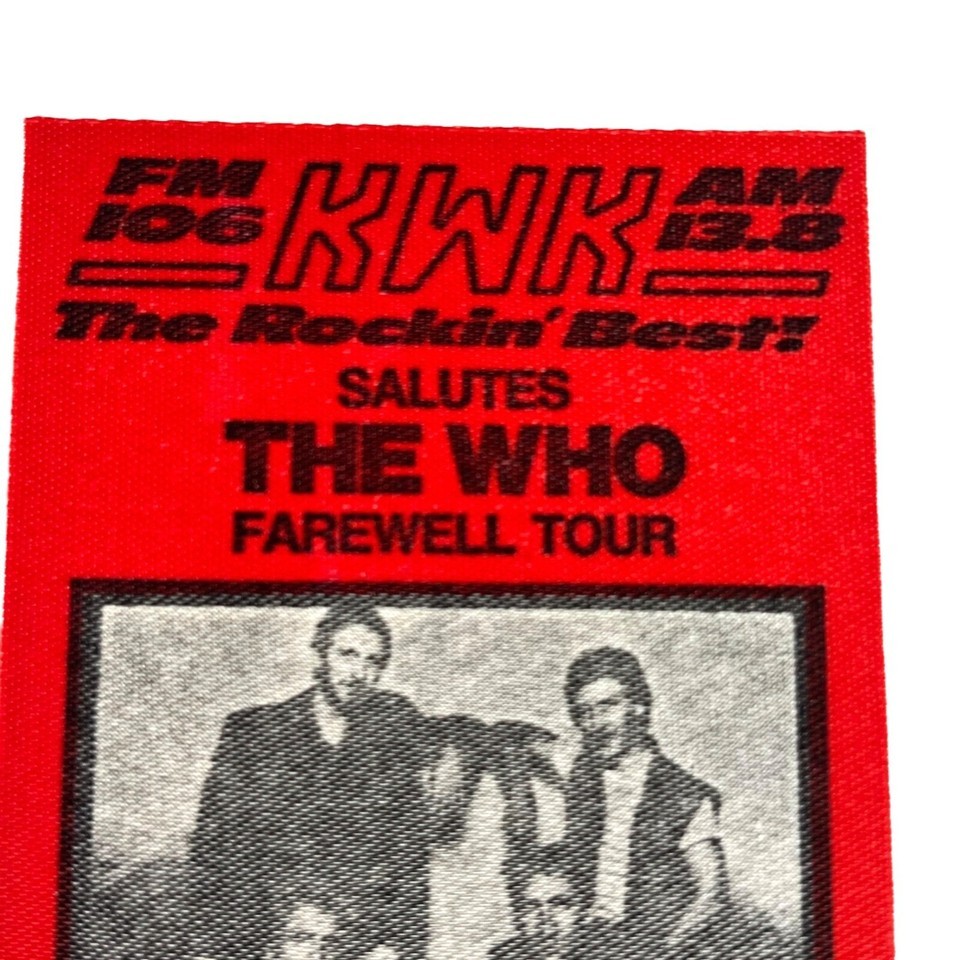 FM KWK AM
106 13.8
The Rockin' Best!
SALUTES
THE WHO
FAREWELL TOUR